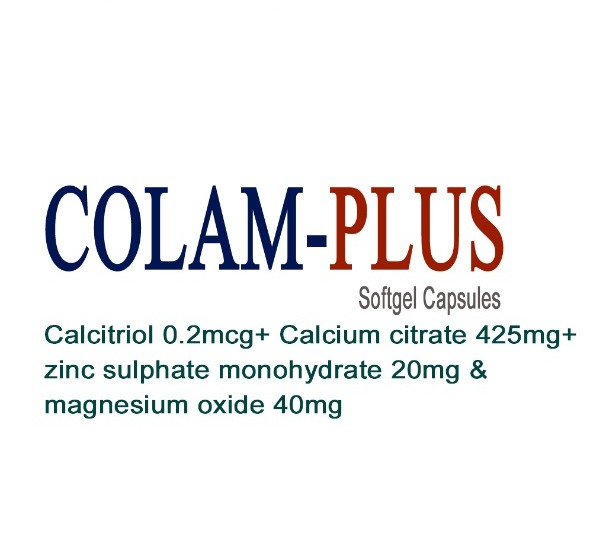 COLAM-PLUS
Softgel Capsules
Calcitriol 0.2mcg+ Calcium citrate 425mg+
zinc sulphate monohydrate 20mg &
magnesium oxide 40mg